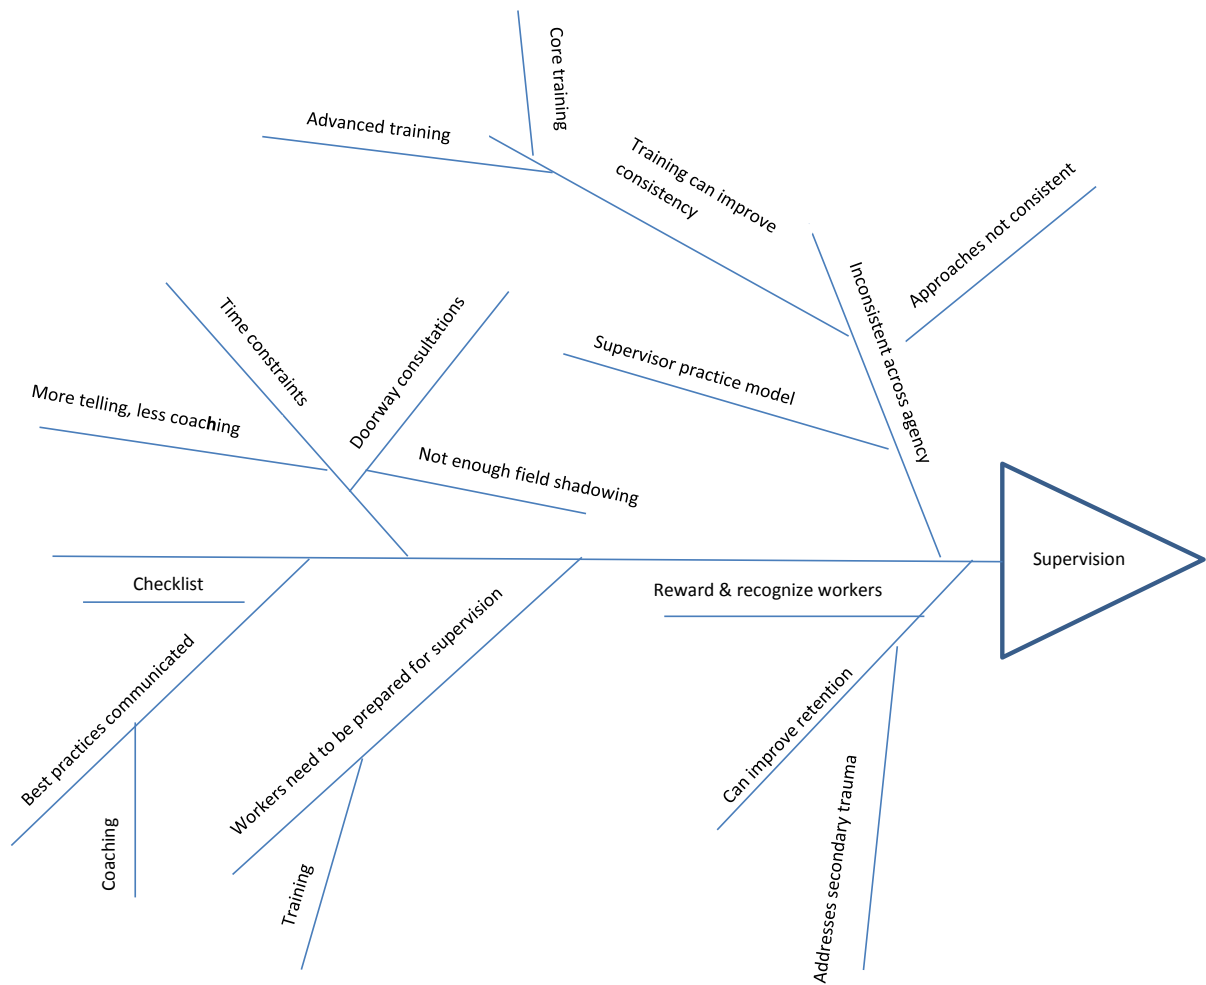 Core training
Advanced training
Training can improve
consistency
Approaches not consistent
Inconsistent across agency
Time constraints
Doorway consultations
Supervisor practice model
More telling, less coaching
Not enough field shadowing
Supervision
Checklist
Reward & recognize workers
Best practices communicated
Workers need to be prepared for supervision
Can improve retention
Coaching
Training
Addresses secondary trauma